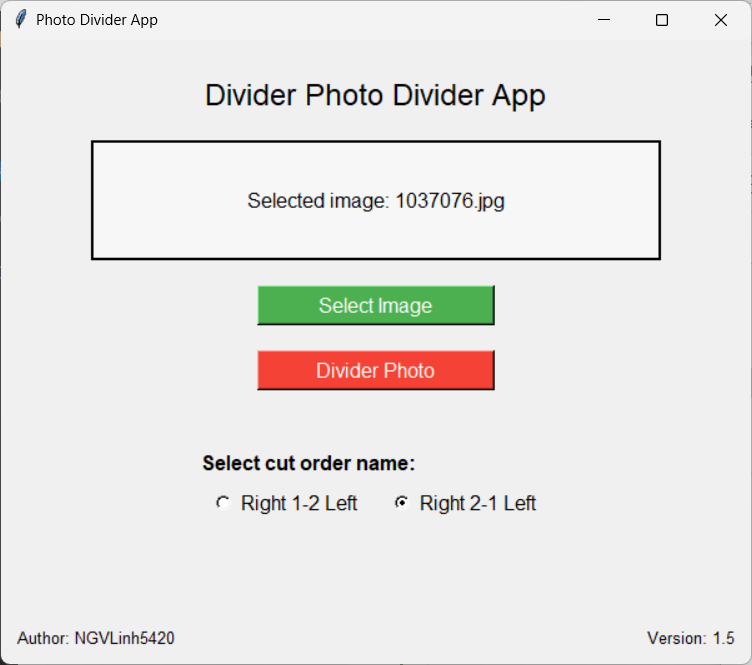 Photo Divider App
Divider Photo Divider App
Selected image: 1037076.jpg
Select Image
Divider Photo
Select cut order name:
Right 1-2 Left Right 2-1 Left
Author: NGVLinh5420 Version: 1.5